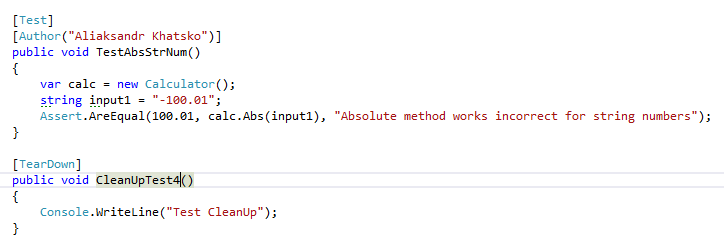 [Test]
[Author("Aliaksandr Khatsko")]
public void TestAbsStrNum()
{
    var calc = new Calculator();
    string input1 = "-100.01";
    Assert.AreEqual(100.01, calc.Abs(input1), "Absolute method works incorrect for string numbers");
}

[TearDown]
public void CleanUpTest4()
{
    Console.WriteLine("Test CleanUp");
}